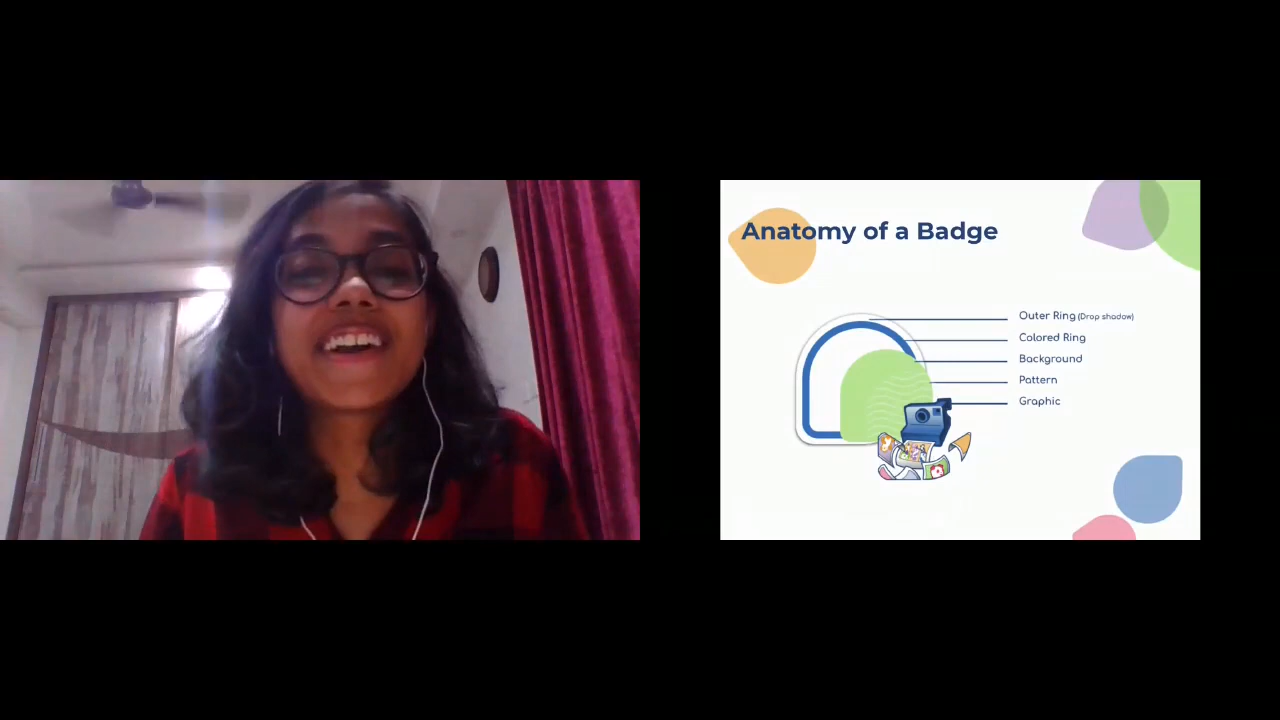 Anatomy of a Badge
Outer Ring (Drop shadow)
Colored Ring
Background
Pattern
Graphic